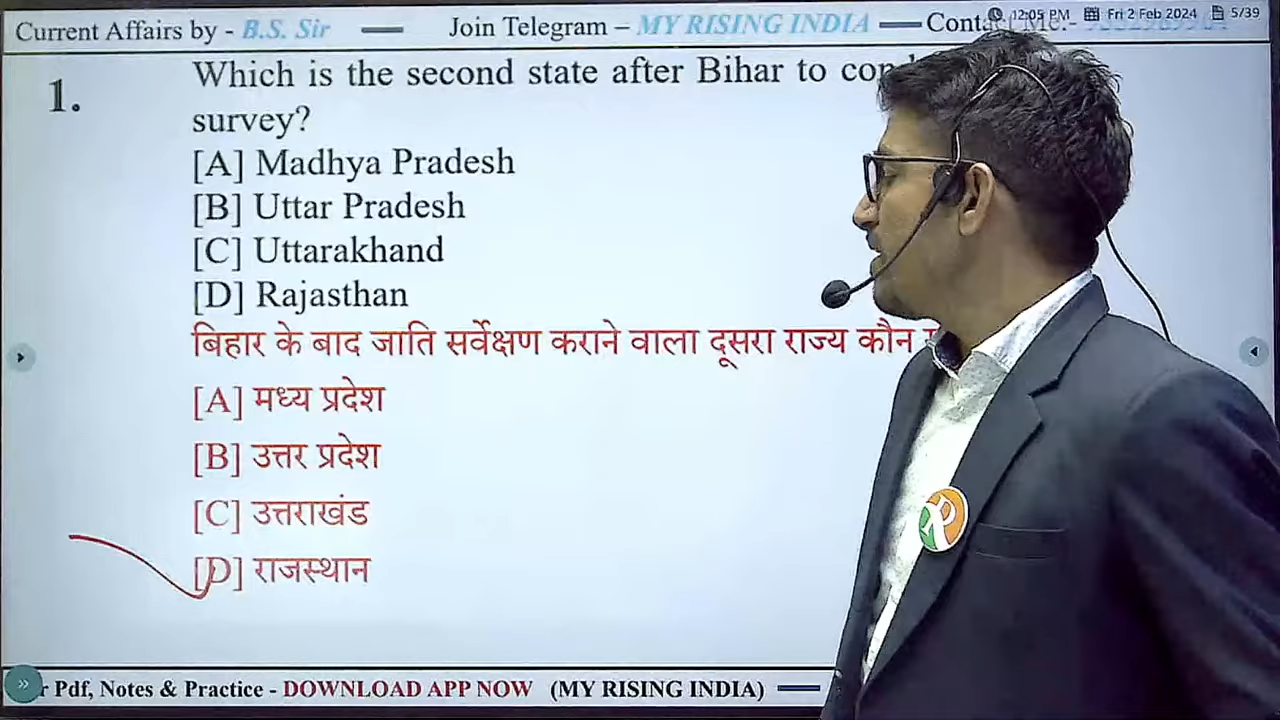 Current Affairs by - B.S. Sir
Join Telegram – MY RISING INDIA
12:05 PM Fri 2 Feb 2024 5/39
1.
Which is the second state after Bihar to
survey?
[A] Madhya Pradesh
[B] Uttar Pradesh
[C] Uttarakhand
[D] Rajasthan
बिहार के बाद जाति सर्वेक्षण कराने वाला दूसरा राज्य कौन
[A] मध्य प्रदेश
[B] उत्तर प्रदेश
[C] उत्तराखंड
[D] राजस्थान
Pdf, Notes & Practice - DOWNLOAD APP NOW (MY RISING INDIA)